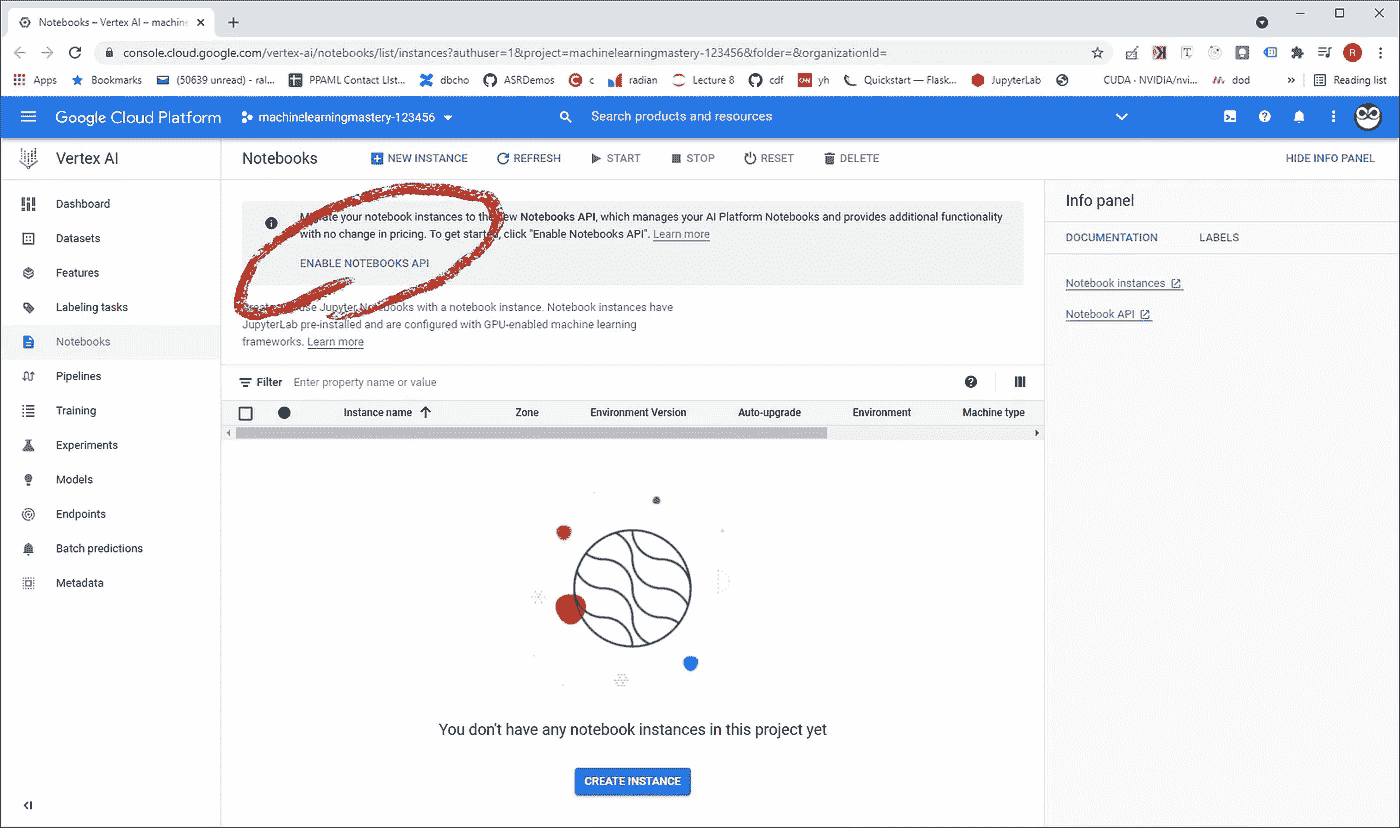 Notebooks – Vertex AI – machine
console.cloud.google.com/vertex-ai/notebooks/list/instances?authuser=1&project=machinelearningmastery-123456&folder=&organizationId=
R
Apps Bookmarks (50639 unread) - ral... PPAML Contact List... dbcho ASRDemos c radian Lecture 8 cdf yh Quickstart — Flask... JupyterLab CUDA - NVIDIA/nvi... dod » Reading list
Google Cloud Platform machinelearningmastery-123456 Search products and resources
Vertex AI
Notebooks NEW INSTANCE REFRESH START STOP RESET DELETE HIDE INFO PANEL
Dashboard
Datasets
Features
Labeling tasks
Notebooks
Pipelines
Training
Experiments
Models
Endpoints
Batch predictions
Metadata
Migrate your notebook instances to the new Notebooks API, which manages your AI Platform Notebooks and provides additional functionality
with no change in pricing. To get started, click "Enable Notebooks API". Learn more
ENABLE NOTEBOOKS API
Create and use Jupyter Notebooks with a notebook instance. Notebook instances have
JupyterLab pre-installed and are configured with GPU-enabled machine learning
frameworks. Learn more
Filter Enter property name or value
Instance name Zone Environment Version Auto-upgrade Environment Machine type
You don't have any notebook instances in this project yet
CREATE INSTANCE
Info panel
DOCUMENTATION LABELS
Notebook instances
Notebook API